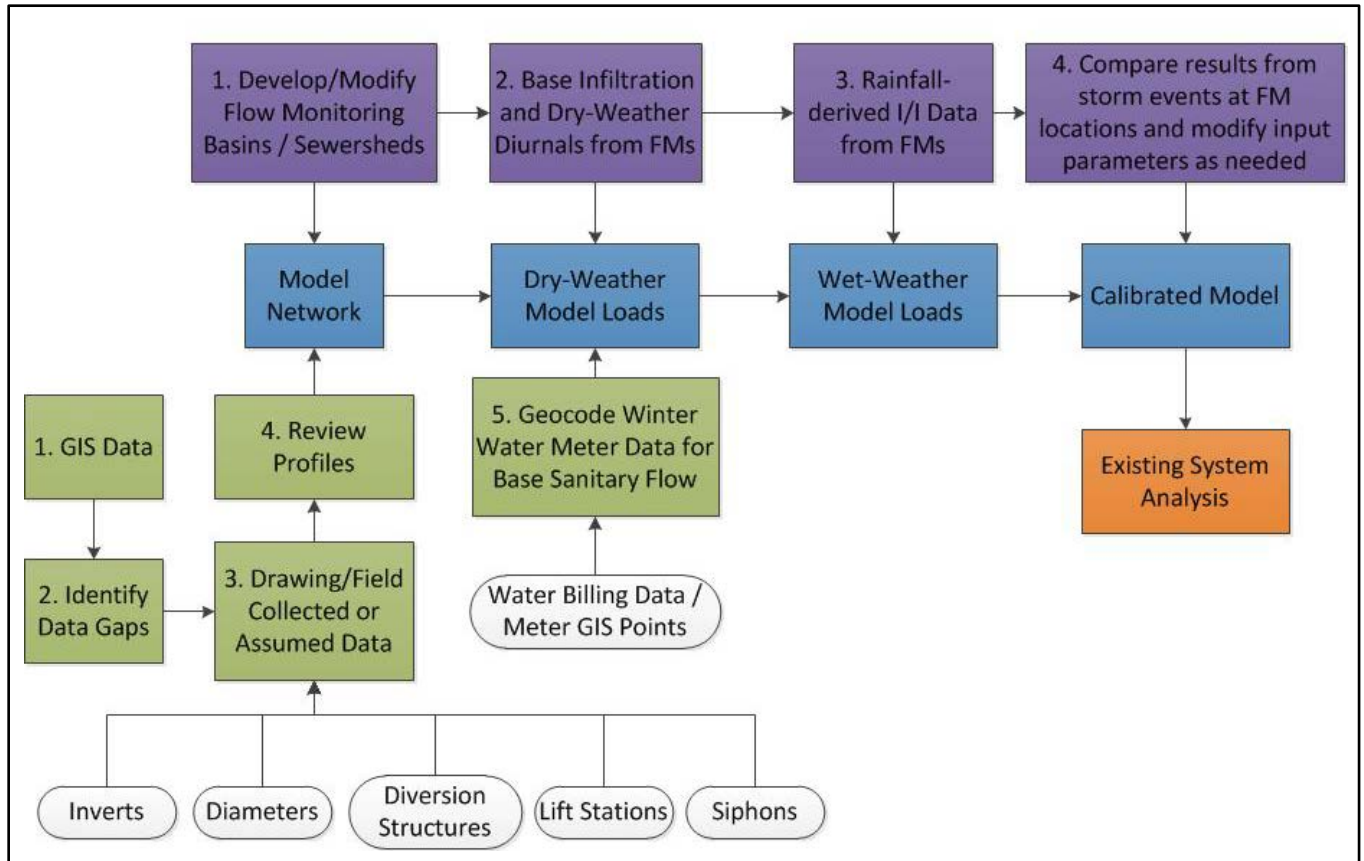 1. Develop/Modify
Flow Monitoring
Basins / Sewersheds
2. Base Infiltration
and Dry-Weather
Diurnals from FMs
3. Rainfall-
derived I/I Data
from FMs
4. Compare results from
storm events at FM
locations and modify input
parameters as needed
Model
Network
Dry-Weather
Model Loads
Wet-Weather
Model Loads
Calibrated Model
1. GIS Data
4. Review
Profiles
5. Geocode Winter
Water Meter Data for
Base Sanitary Flow
Existing System
Analysis
2. Identify
Data Gaps
3. Drawing/Field
Collected or
Assumed Data
Water Billing Data /
Meter GIS Points
Inverts
Diameters
Diversion
Structures
Lift Stations
Siphons